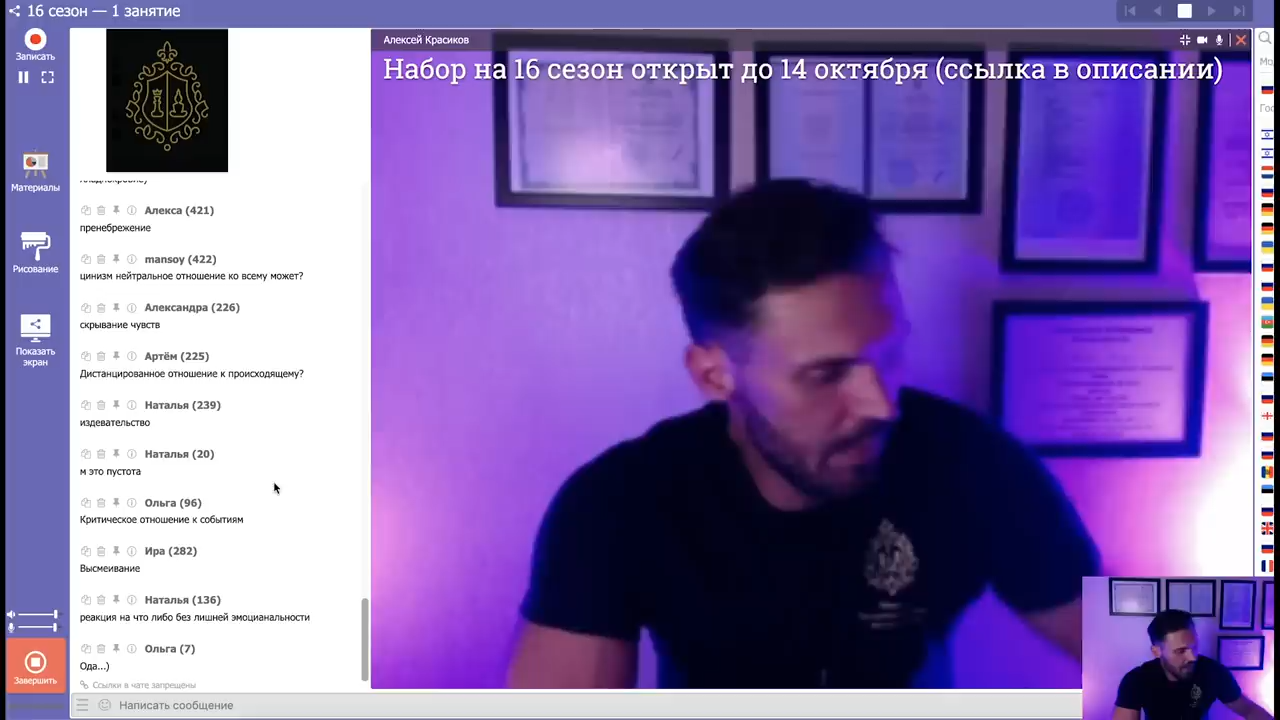 16 сезон — 1 занятие
Записать
Материалы
Рисование
Показать
экран
Завершить
Алексей Красиков
Набор на 16 сезон открыт до 14 октября (ссылка в описании)
Алекса (421)
пренебрежение
mansoy (422)
цинизм нейтральное отношение ко всему может?
Александра (226)
скрывание чувств
Артём (225)
Дистанцированное отношение к происходящему?
Наталья (239)
издевательство
Наталья (20)
м это пустота
Ольга (96)
Критическое отношение к событиям
Ира (282)
Высмеивание
Наталья (136)
реакция на что либо без лишней эмоцианальности
Ольга (7)
Ода...)
Ссылки в чате запрещены
Написать сообщение